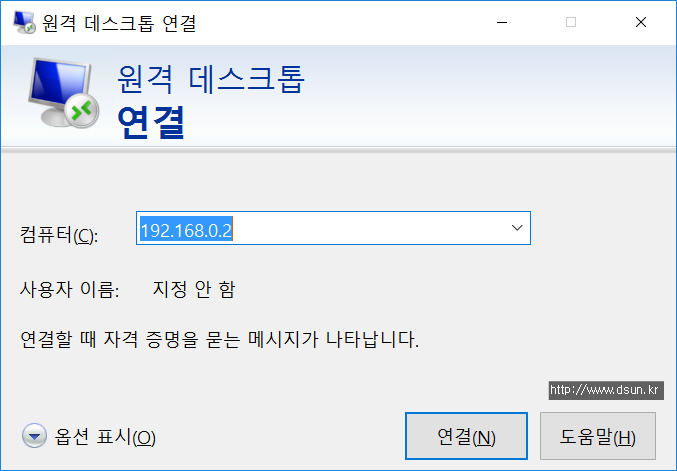 원격 데스크톱 연결
원격 데스크톱
연결
컴퓨터(C):
192.168.0.2
사용자 이름: 지정 안 함
연결할 때 자격 증명을 묻는 메시지가 나타납니다.
http://www.dsun.kr
옵션 표시(O)
연결(N)
도움말(H)